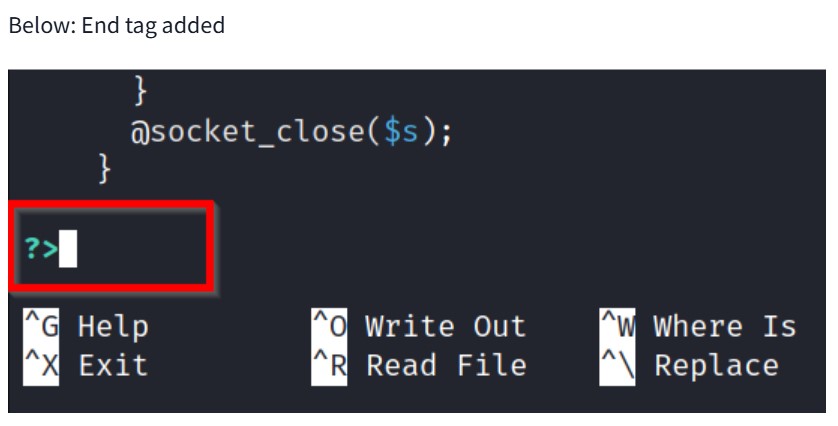 Below: End tag added
}
@socket_close($s);
}
?>
^G Help ^O Write Out ^W Where Is
^X Exit ^R Read File ^\ Replace